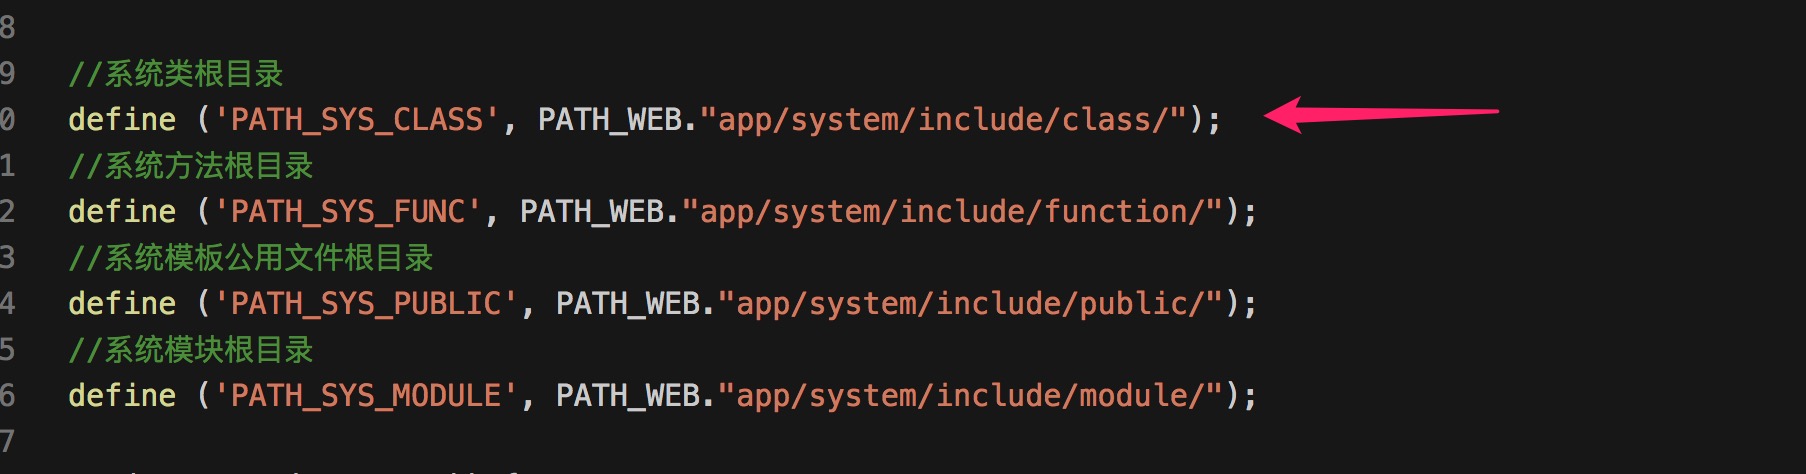 8
9 //系统类根目录
0 define ('PATH_SYS_CLASS', PATH_WEB."app/system/include/class/");
1 //系统方法根目录
2 define ('PATH_SYS_FUNC', PATH_WEB."app/system/include/function/");
3 //系统模板公用文件根目录
4 define ('PATH_SYS_PUBLIC', PATH_WEB."app/system/include/public/");
5 //系统模块根目录
6 define ('PATH_SYS_MODULE', PATH_WEB."app/system/include/module/");
7